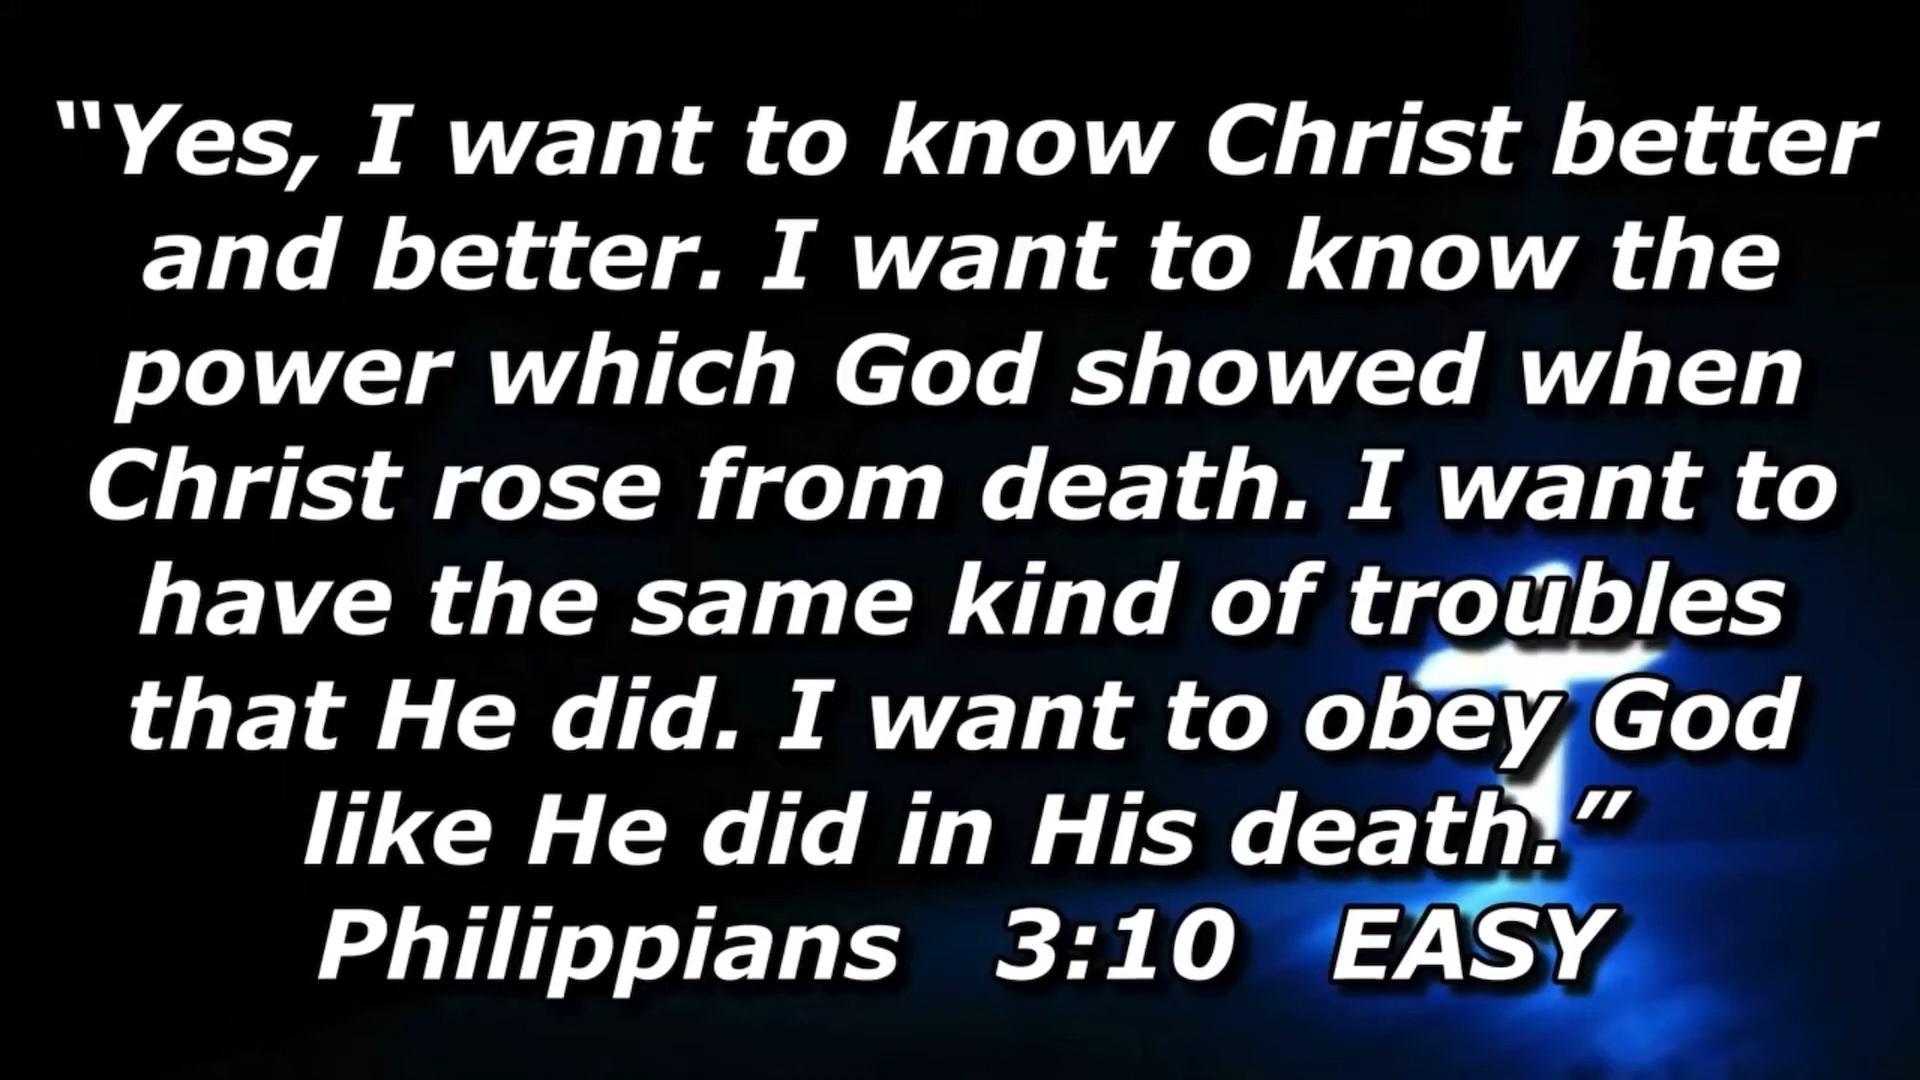 “Yes, I want to know Christ better
and better. I want to know the
power which God showed when
Christ rose from death. I want to
have the same kind of troubles
that He did. I want to obey God
like He did in His death.”
Philippians 3:10 EASY